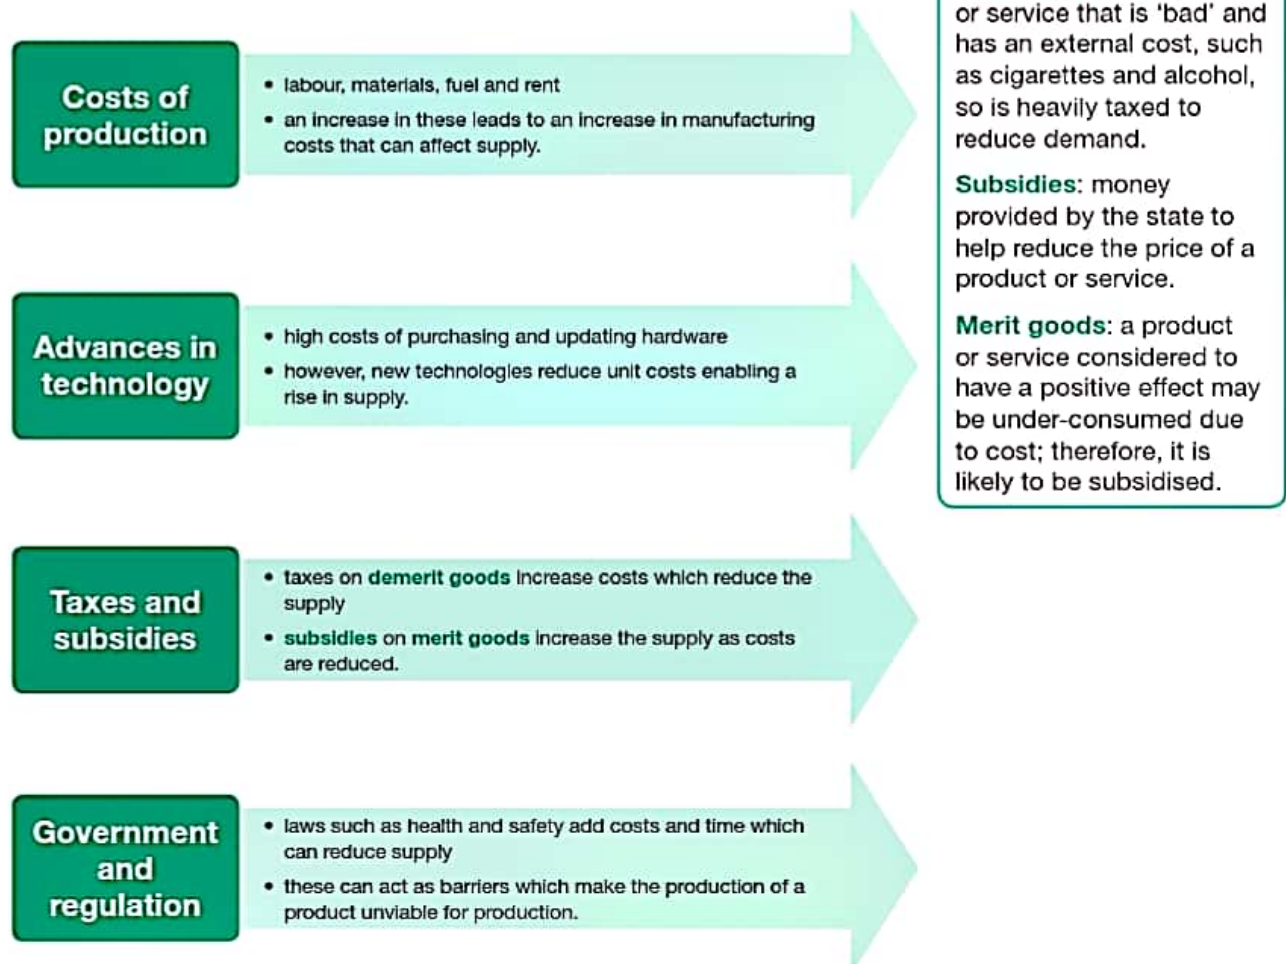 Costs of
production
• labour, materials, fuel and rent
• an increase in these leads to an increase in manufacturing
costs that can affect supply.
Advances in
technology
• high costs of purchasing and updating hardware
• however, new technologies reduce unit costs enabling a
rise in supply.
Taxes and
subsidies
• taxes on demerit goods increase costs which reduce the
supply
• subsidies on merit goods increase the supply as costs
are reduced.
Government
and
regulation
• laws such as health and safety add costs and time which
can reduce supply
• these can act as barriers which make the production of a
product unviable for production.
or service that is ‘bad’ and
has an external cost, such
as cigarettes and alcohol,
so is heavily taxed to
reduce demand.
Subsidies: money
provided by the state to
help reduce the price of a
product or service.
Merit goods: a product
or service considered to
have a positive effect may
be under-consumed due
to cost; therefore, it is
likely to be subsidised.